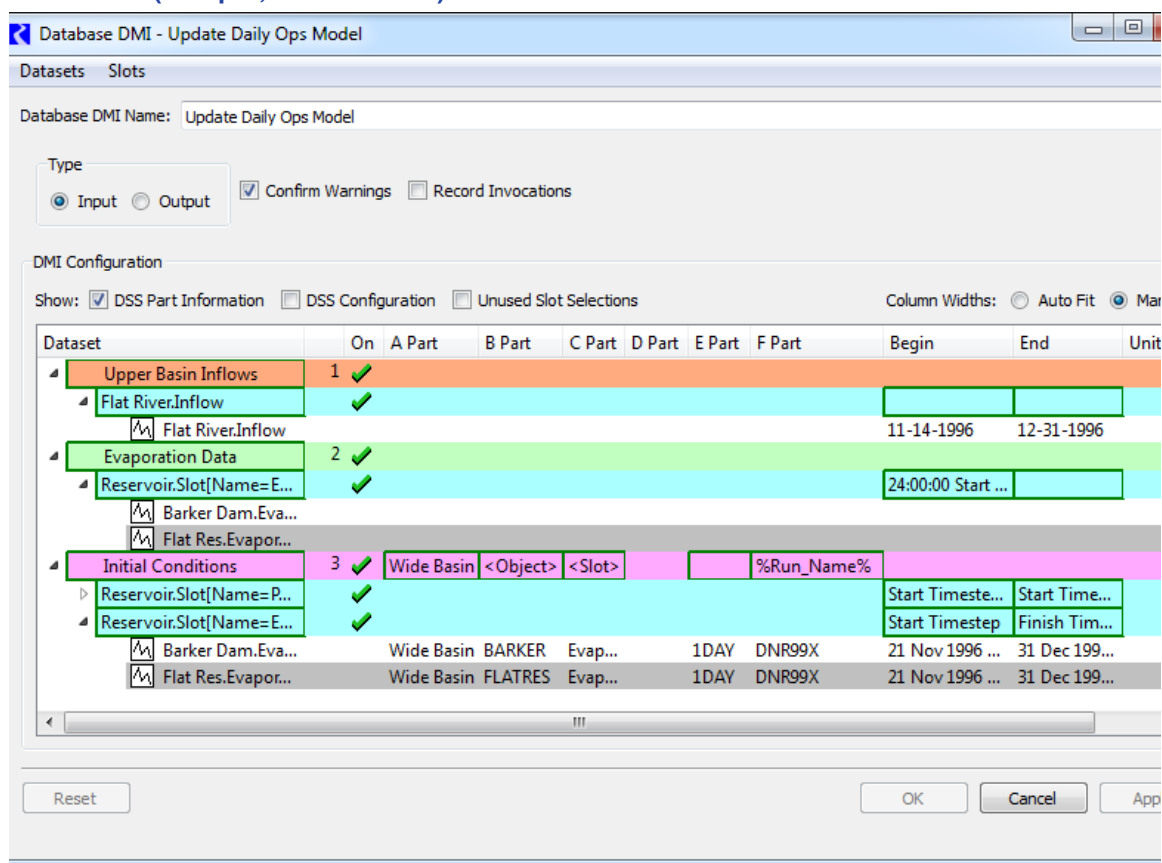 Database DMI - Update Daily Ops Model
Datasets Slots
Database DMI Name: Update Daily Ops Model
Type
Input Output Confirm Warnings Record Invocations
DMI Configuration
Show: DSS Part Information DSS Configuration Unused Slot Selections Column Widths: Auto Fit Mar
Dataset On A Part B Part C Part D Part E Part F Part Begin End Unit
Upper Basin Inflows 1
Flat River.Inflow
Flat River.Inflow 11-14-1996 12-31-1996
Evaporation Data 2
Reservoir.Slot[Name=E... 24:00:00 Start ...
Barker Dam.Eva...
Flat Res.Evapor...
Initial Conditions 3 Wide Basin <Object> <Slot> %Run_Name%
Reservoir.Slot[Name=P... Start Timeste... Start Time...
Reservoir.Slot[Name=E... Start Timestep Finish Tim...
Barker Dam.Eva... Wide Basin BARKER Evap... 1DAY DNR99X 21 Nov 1996 ... 31 Dec 199...
Flat Res.Evapor... Wide Basin FLATRES Evap... 1DAY DNR99X 21 Nov 1996 ... 31 Dec 199...
Reset OK Cancel App